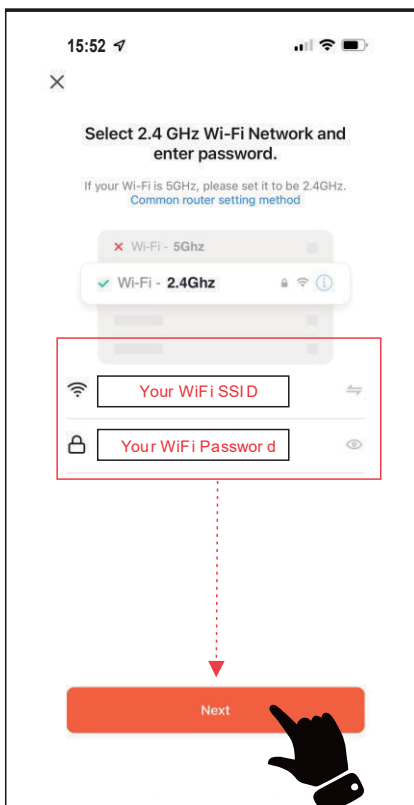 15:52
Select 2.4 GHz Wi-Fi Network and
enter password.
If your Wi-Fi is 5GHz, please set it to be 2.4GHz.
Common router setting method
Wi-Fi - 5Ghz
Wi-Fi - 2.4Ghz
Your WiFi SSID
Your WiFi Passwor d
Next